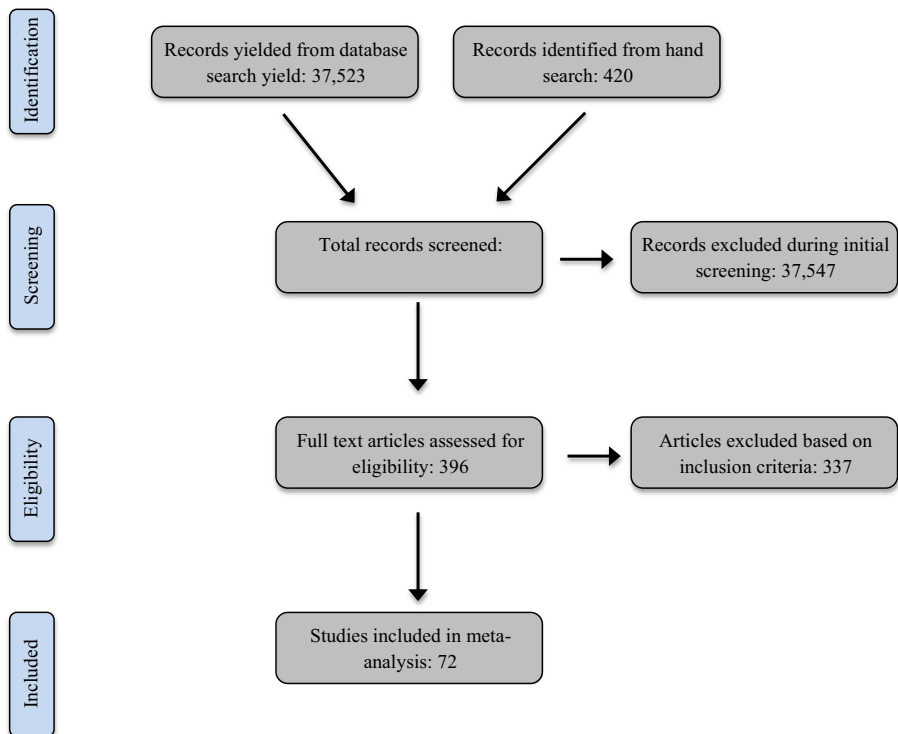 Identification
Records yielded from database
search yield: 37,523
Records identified from hand
search: 420
Screening
Total records screened:
Records excluded during initial
screening: 37,547
Eligibility
Full text articles assessed for
eligibility: 396
Articles excluded based on
inclusion criteria: 337
Included
Studies included in meta-
analysis: 72